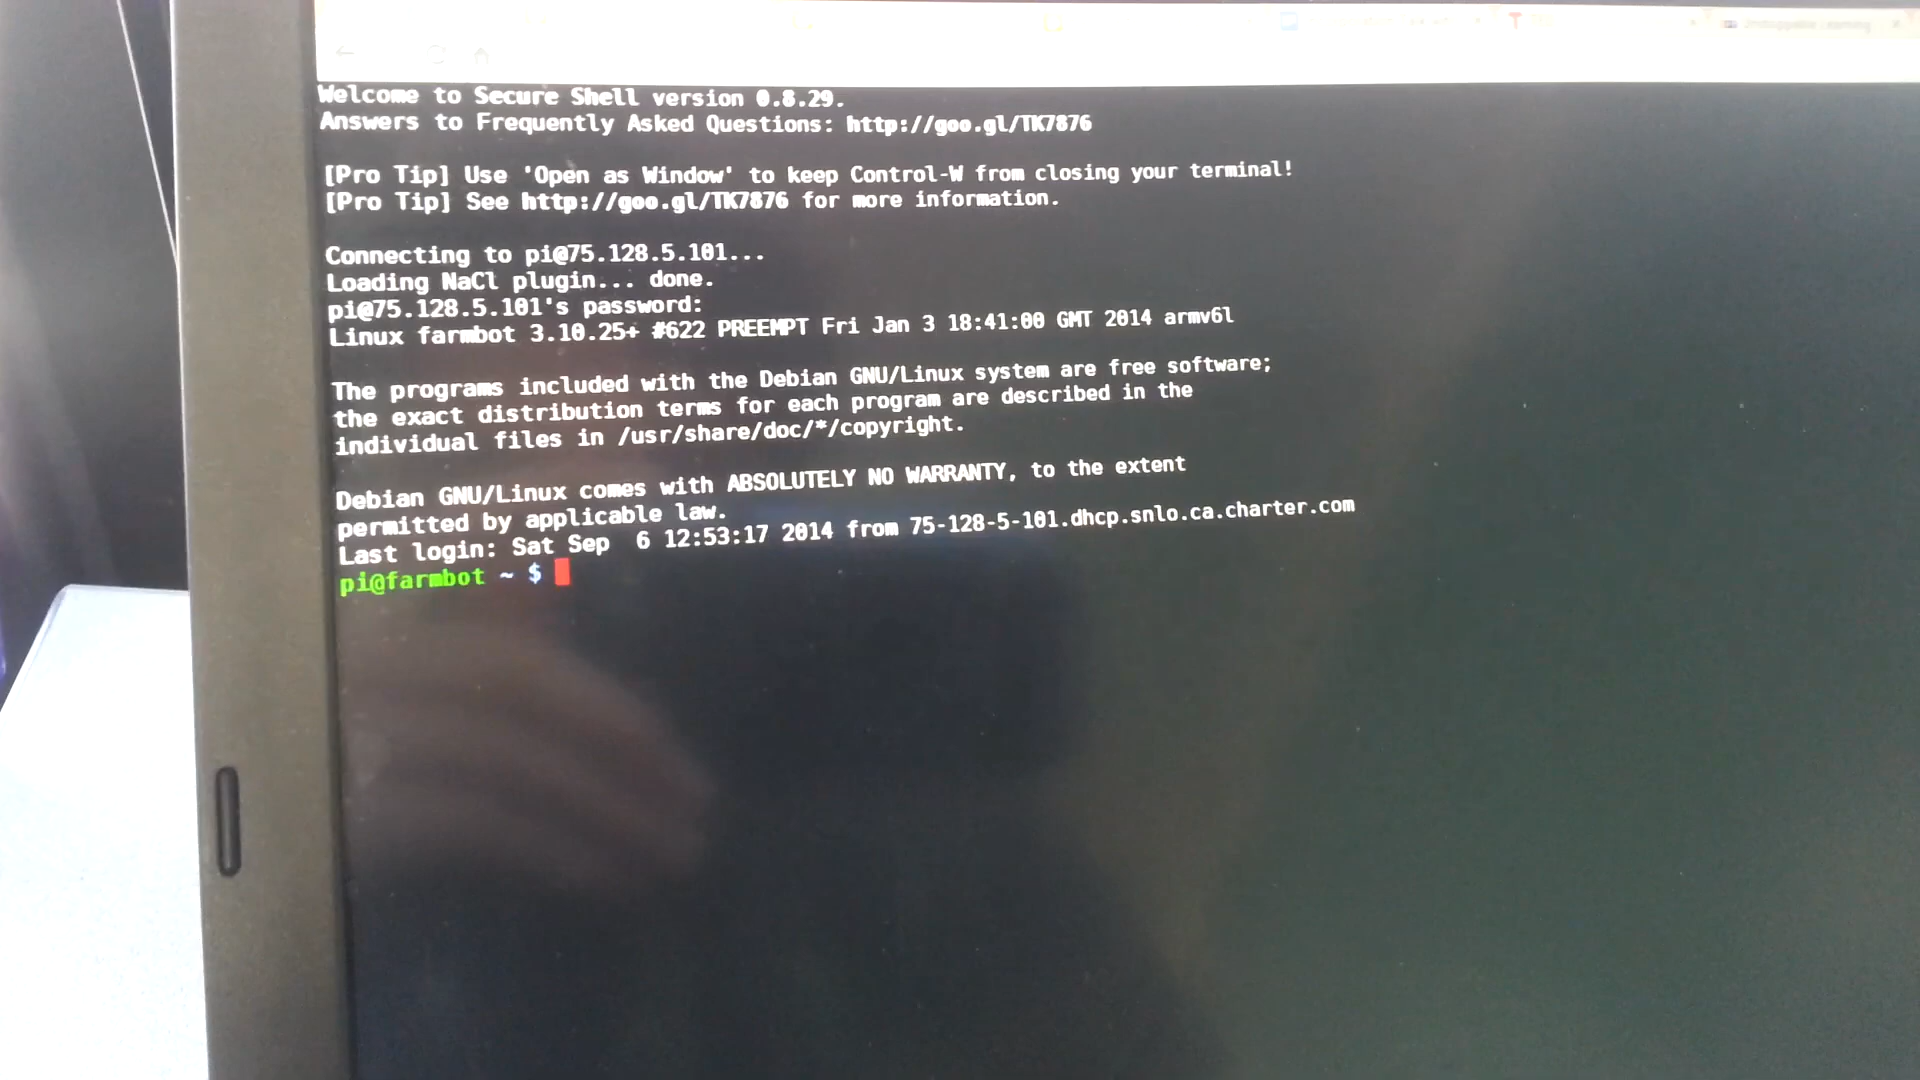 Welcome to Secure Shell version 0.8.29.
Answers to Frequently Asked Questions: http://goo.gl/TK7876
[Pro Tip] Use 'Open as Window' to keep Control-W from closing your terminal!
[Pro Tip] See http://goo.gl/TK7876 for more information.
Connecting to pi@75.128.5.101...
Loading NaCl plugin... done.
pi@75.128.5.101's password:
Linux farmbot 3.10.25+ #622 PREEMPT Fri Jan 3 18:41:00 GMT 2014 armv6l
The programs included with the Debian GNU/Linux system are free software;
the exact distribution terms for each program are described in the
individual files in /usr/share/doc/*/copyright.
Debian GNU/Linux comes with ABSOLUTELY NO WARRANTY, to the extent
permitted by applicable law.
Last login: Sat Sep  6 12:53:17 2014 from 75-128-5-101.dhcp.snlo.ca.charter.com
pi@farmbot ~ $